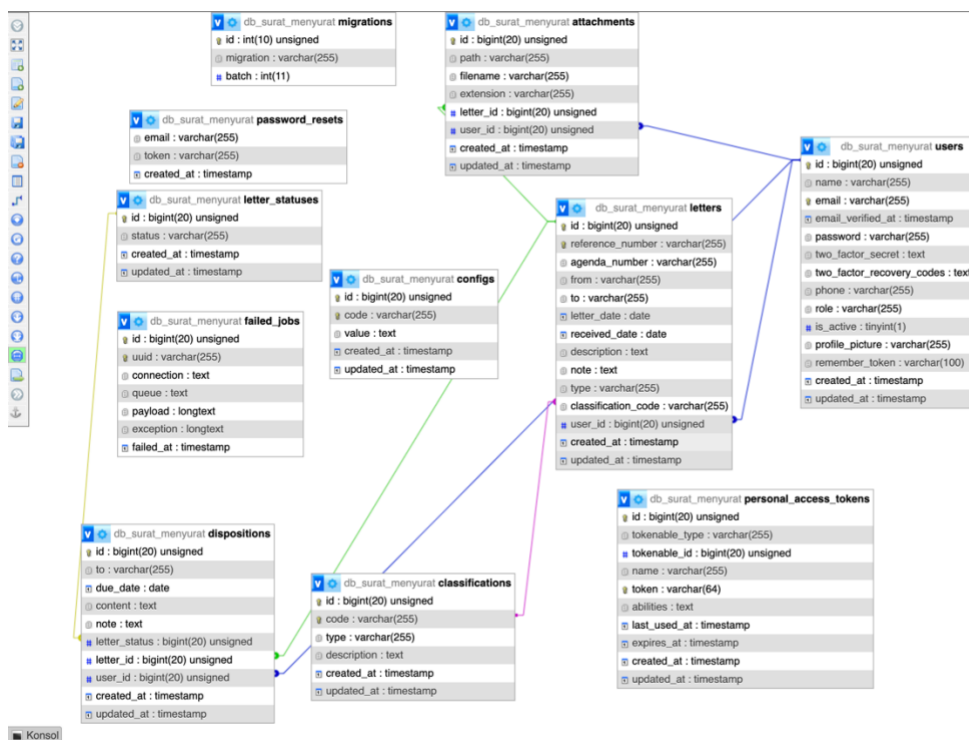 db_surat_menyurat migrations
id : int(10) unsigned
migration : varchar(255)
batch : int(11)
db_surat_menyurat attachments
id : bigint(20) unsigned
path : varchar(255)
filename : varchar(255)
extension : varchar(255)
letter_id : bigint(20) unsigned
user_id : bigint(20) unsigned
created_at : timestamp
updated_at : timestamp
db_surat_menyurat password_resets
email : varchar(255)
token : varchar(255)
created_at : timestamp
db_surat_menyurat users
id : bigint(20) unsigned
name : varchar(255)
email : varchar(255)
email_verified_at : timestamp
password : varchar(255)
two_factor_secret : text
two_factor_recovery_codes : text
phone : varchar(255)
role : varchar(255)
is_active : tinyint(1)
profile_picture : varchar(255)
remember_token : varchar(100)
created_at : timestamp
updated_at : timestamp
db_surat_menyurat letter_statuses
id : bigint(20) unsigned
status : varchar(255)
created_at : timestamp
updated_at : timestamp
db_surat_menyurat letters
id : bigint(20) unsigned
reference_number : varchar(255)
agenda_number : varchar(255)
from : varchar(255)
to : varchar(255)
letter_date : date
received_date : date
description : text
note : text
type : varchar(255)
classification_code : varchar(255)
user_id : bigint(20) unsigned
created_at : timestamp
updated_at : timestamp
db_surat_menyurat configs
id : bigint(20) unsigned
code : varchar(255)
value : text
created_at : timestamp
updated_at : timestamp
db_surat_menyurat failed_jobs
id : bigint(20) unsigned
uuid : varchar(255)
connection : text
queue : text
payload : longtext
exception : longtext
failed_at : timestamp
db_surat_menyurat personal_access_tokens
id : bigint(20) unsigned
tokenable_type : varchar(255)
tokenable_id : bigint(20) unsigned
name : varchar(255)
token : varchar(64)
abilities : text
last_used_at : timestamp
expires_at : timestamp
created_at : timestamp
updated_at : timestamp
db_surat_menyurat dispositions
id : bigint(20) unsigned
to : varchar(255)
due_date : date
content : text
note : text
letter_status : bigint(20) unsigned
letter_id : bigint(20) unsigned
user_id : bigint(20) unsigned
created_at : timestamp
updated_at : timestamp
db_surat_menyurat classifications
id : bigint(20) unsigned
code : varchar(255)
type : varchar(255)
description : text
created_at : timestamp
updated_at : timestamp
Konsol